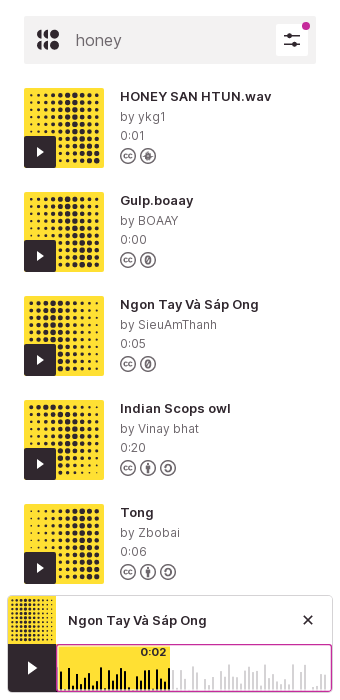 honey
HONEY SAN HTUN.wav
by ykg1
0:01
Gulp.boaay
by BOAAY
0:00
Ngon Tay Và Sáp Ong
by SieuAmThanh
0:05
Indian Scops owl
by Vinay bhat
0:20
Tong
by Zbobai
0:06
Ngon Tay Và Sáp Ong
0:02